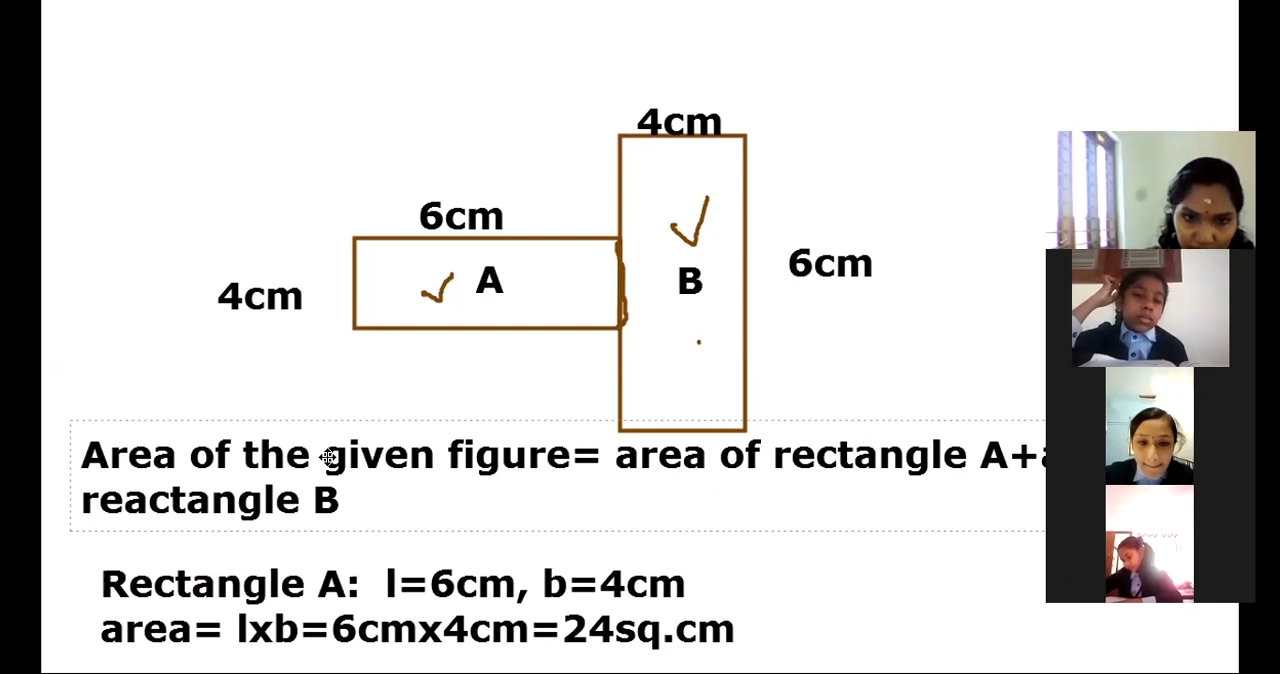 4cm
6cm
A
B
6cm
4cm
Area of the given figure= area of rectangle A+
reactangle B
Rectangle A: l=6cm, b=4cm
area= lxb=6cmx4cm=24sq.cm